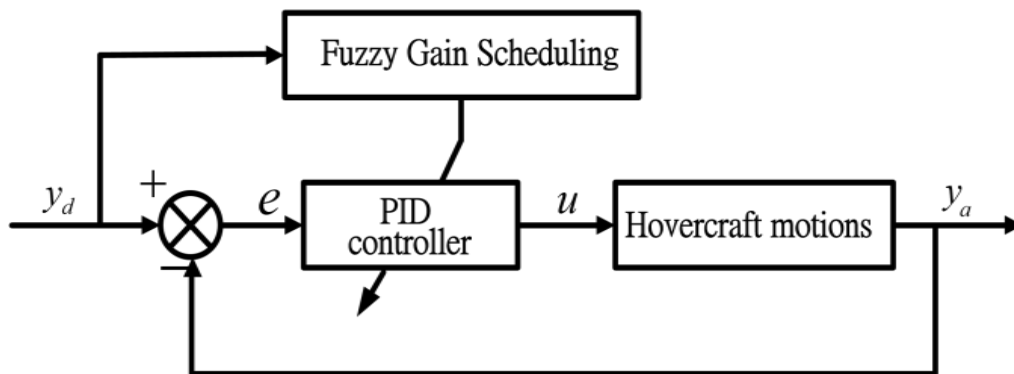 Fuzzy Gain Scheduling
y_d
+
−
e
PID
controller
u
Hovercraft motions
y_a